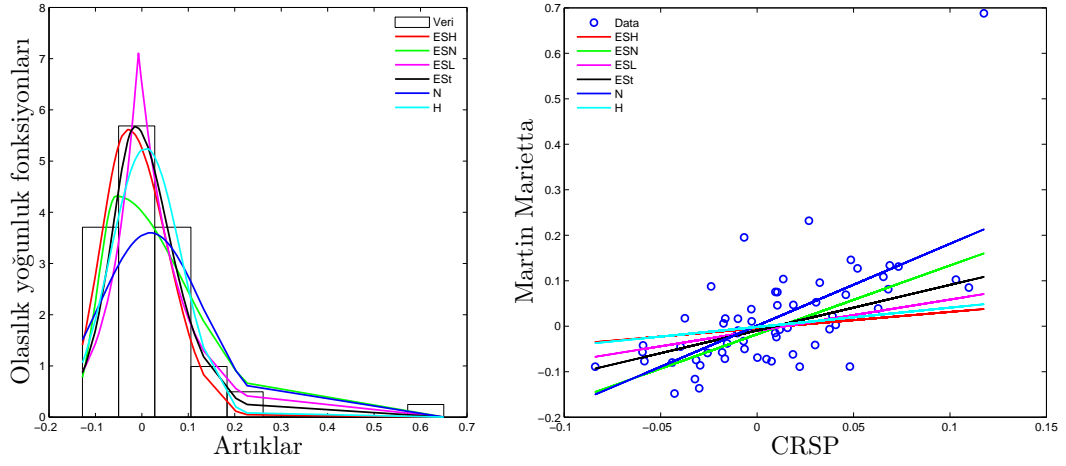 Olasılık yoğunluk fonksiyonları
8
7
6
5
4
3
2
1
0
−0.2 −0.1 0 0.1 0.2 0.3 0.4 0.5 0.6 0.7
Artıklar
Veri
ESH
ESN
ESL
ESt
N
H
Martin Marietta
0.7
0.6
0.5
0.4
0.3
0.2
0.1
0
−0.1
−0.2
−0.1 −0.05 0 0.05 0.1 0.15
CRSP
Data
ESH
ESN
ESL
ESt
N
H